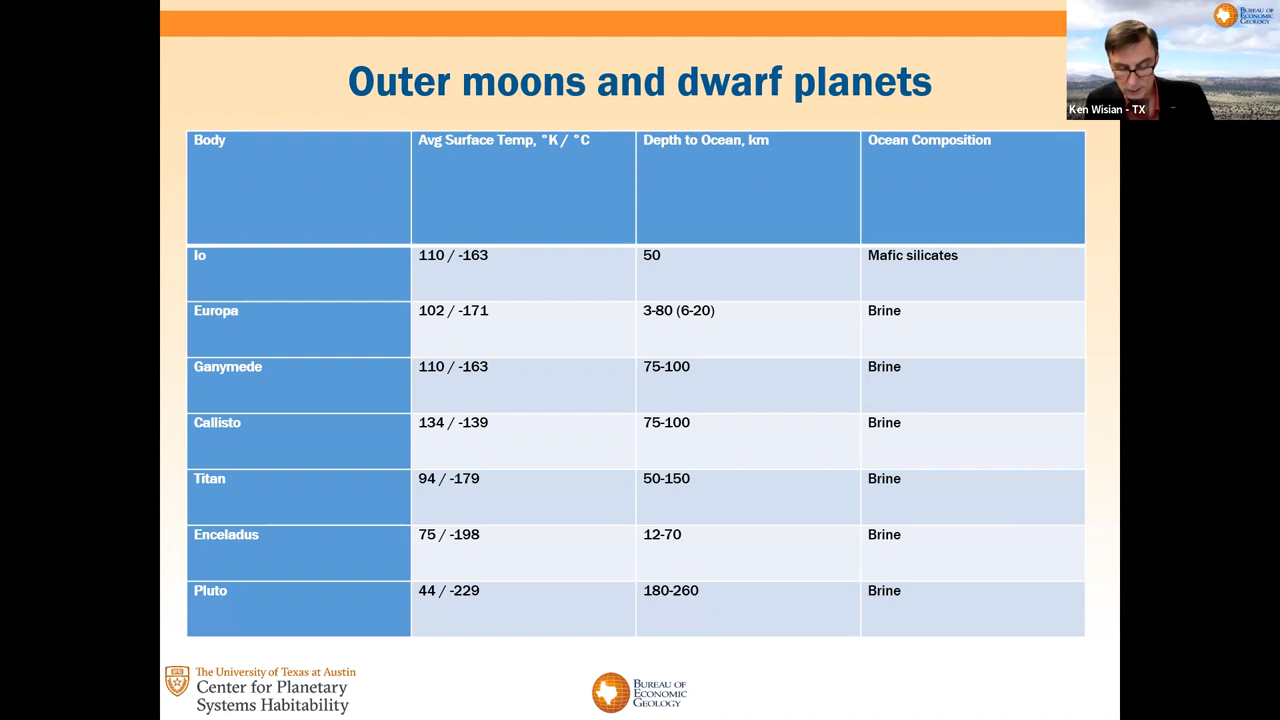 BUREAU OF
ECONOMIC
GEOLOGY
Ken Wisian - TX
Outer moons and dwarf planets
Body Avg Surface Temp, °K / °C Depth to Ocean, km Ocean Composition
Io 110 / -163 50 Mafic silicates
Europa 102 / -171 3-80 (6-20) Brine
Ganymede 110 / -163 75-100 Brine
Callisto 134 / -139 75-100 Brine
Titan 94 / -179 50-150 Brine
Enceladus 75 / -198 12-70 Brine
Pluto 44 / -229 180-260 Brine
The University of Texas at Austin
Center for Planetary
Systems Habitability
BUREAU OF
ECONOMIC
GEOLOGY